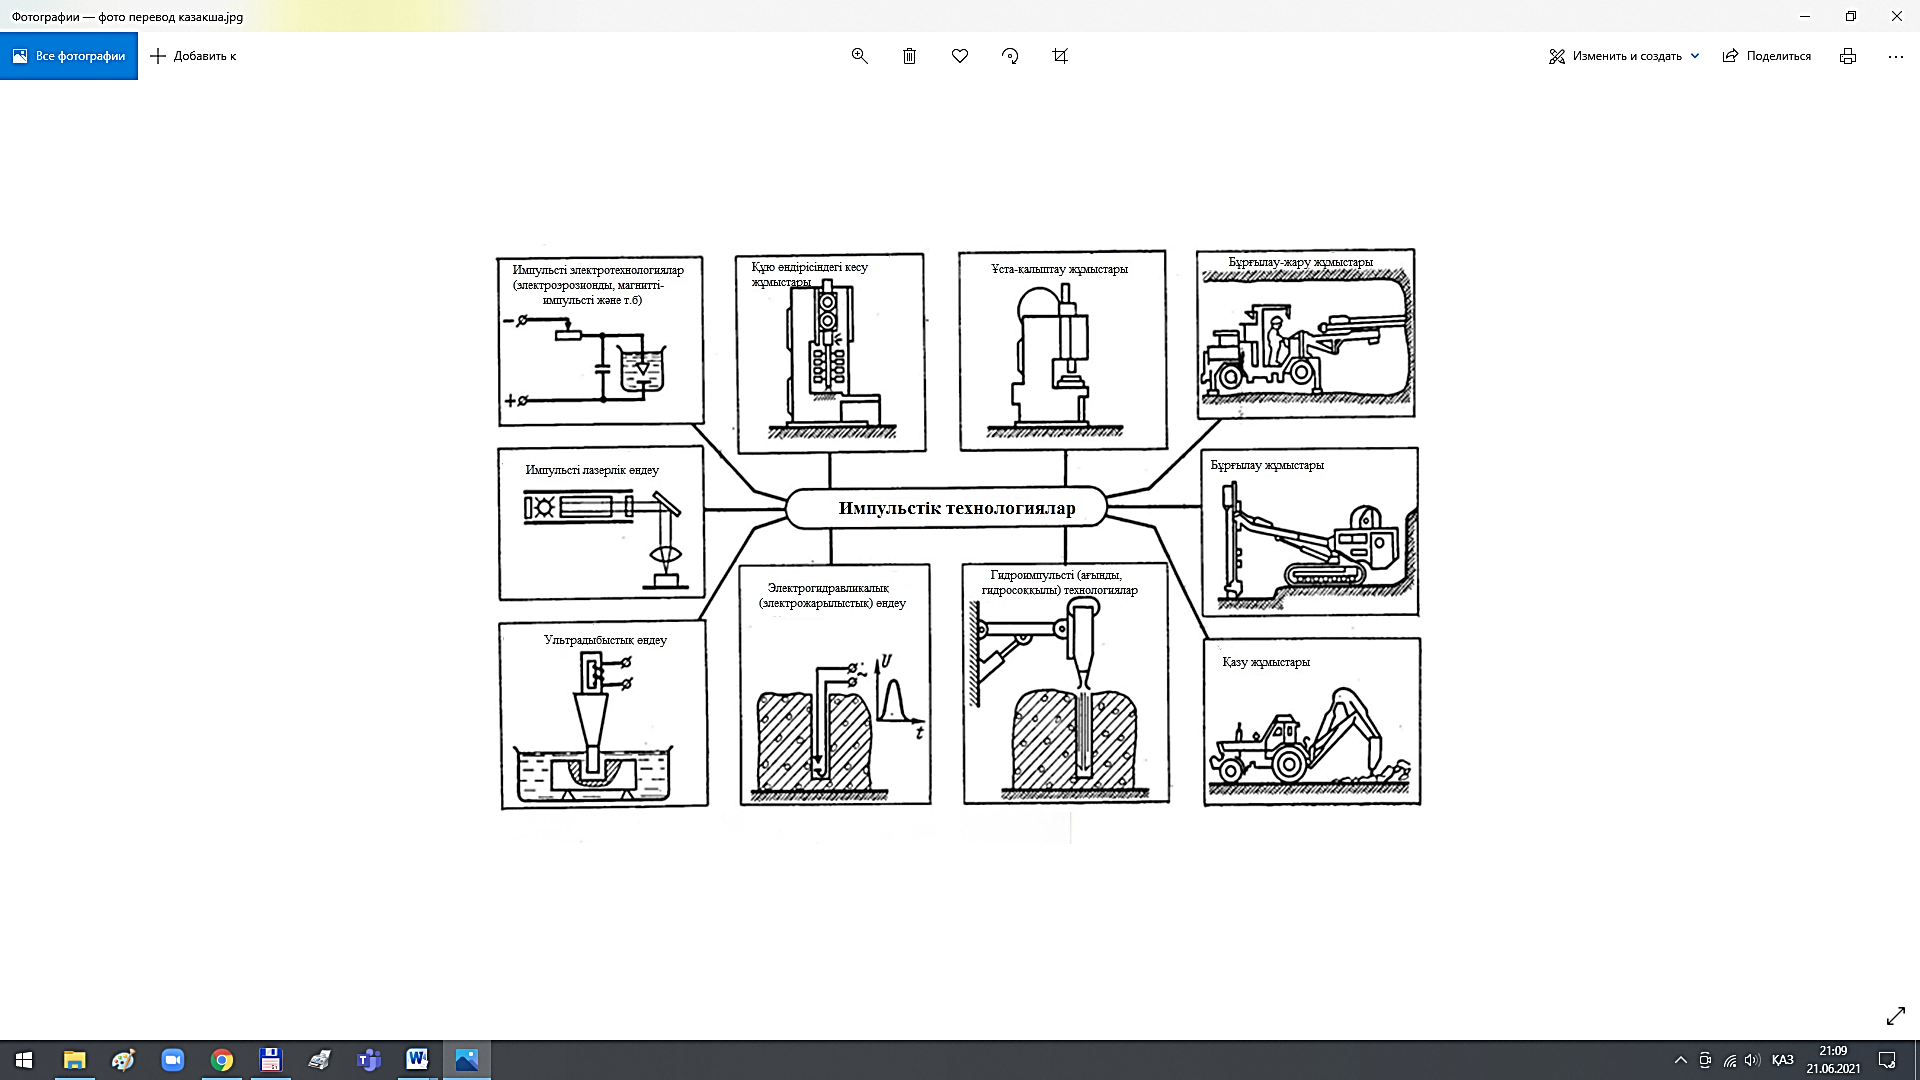 Фотографии — фото перевод казакша.jpg
Все фотографии
Добавить к
Изменить и создать
Поделиться
Импульсті электротехнологиялар
(электроэрозионды, магнитті-
импульсті және т.б)
Құю өндірісіндегі кесу
жұмыстары
Ұста-қалыптау жұмыстары
Бұрғылау-жару жұмыстары
Импульсті лазерлік өңдеу
Импульстік технологиялар
Бұрғылау жұмыстары
Ультрадыбыстық өңдеу
Электрогидравликалық
(электрожарылыстық) өңдеу
U
t
Гидроимпульсті (ағынды,
гидросоққылы) технологиялар
Қазу жұмыстары
ҚАЗ
21:09
21.06.2021